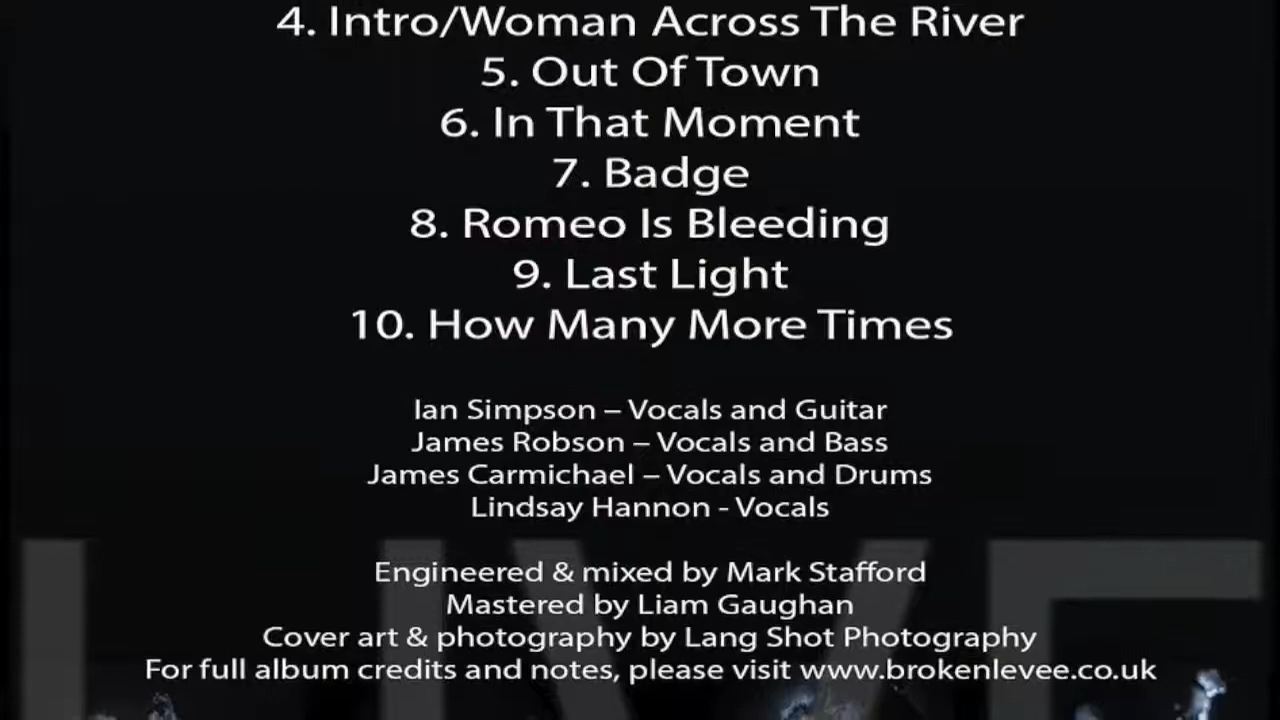 4. Intro/Woman Across The River
5. Out Of Town
6. In That Moment
7. Badge
8. Romeo Is Bleeding
9. Last Light
10. How Many More Times
Ian Simpson – Vocals and Guitar
James Robson – Vocals and Bass
James Carmichael – Vocals and Drums
Lindsay Hannon - Vocals
Engineered & mixed by Mark Stafford
Mastered by Liam Gaughan
Cover art & photography by Lang Shot Photography
For full album credits and notes, please visit www.brokenlevee.co.uk
LIVE